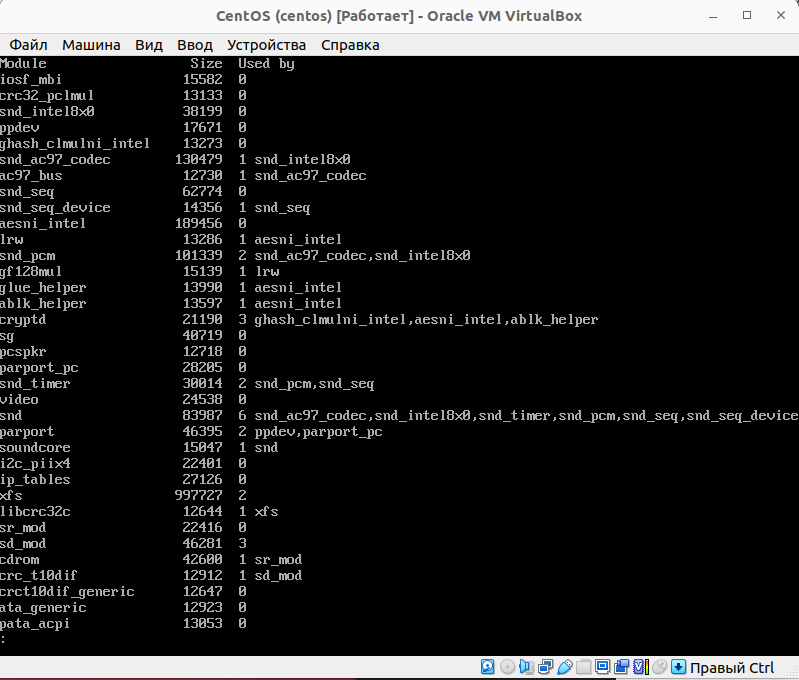 CentOS (centos) [Работает] - Oracle VM VirtualBox
Файл Машина Вид Ввод Устройства Справка
Module Size Used by
iosf_mbi 15582 0
crc32_pclmul 13133 0
snd_intel8x0 38199 0
ppdev 17671 0
ghash_clmulni_intel 13273 0
snd_ac97_codec 130479 1 snd_intel8x0
ac97_bus 12730 1 snd_ac97_codec
snd_seq 62774 0
snd_seq_device 14356 1 snd_seq
aesni_intel 189456 0
lrw 13286 1 aesni_intel
snd_pcm 101339 2 snd_ac97_codec,snd_intel8x0
gf128mul 15139 1 lrw
glue_helper 13990 1 aesni_intel
ablk_helper 13597 1 aesni_intel
cryptd 21190 3 ghash_clmulni_intel,aesni_intel,ablk_helper
sg 40719 0
pcspkr 12718 0
parport_pc 28205 0
snd_timer 30014 2 snd_pcm,snd_seq
video 24538 0
snd 83987 6 snd_ac97_codec,snd_intel8x0,snd_timer,snd_pcm,snd_seq,snd_seq_device
parport 46395 2 ppdev,parport_pc
soundcore 15047 1 snd
i2c_piix4 22401 0
ip_tables 27126 0
xfs 997727 2
libcrc32c 12644 1 xfs
sr_mod 22416 0
sd_mod 46281 3
cdrom 42600 1 sr_mod
crc_t10dif 12912 1 sd_mod
crct10dif_generic 12647 0
ata_generic 12923 0
pata_acpi 13053 0
:
Правый Ctrl